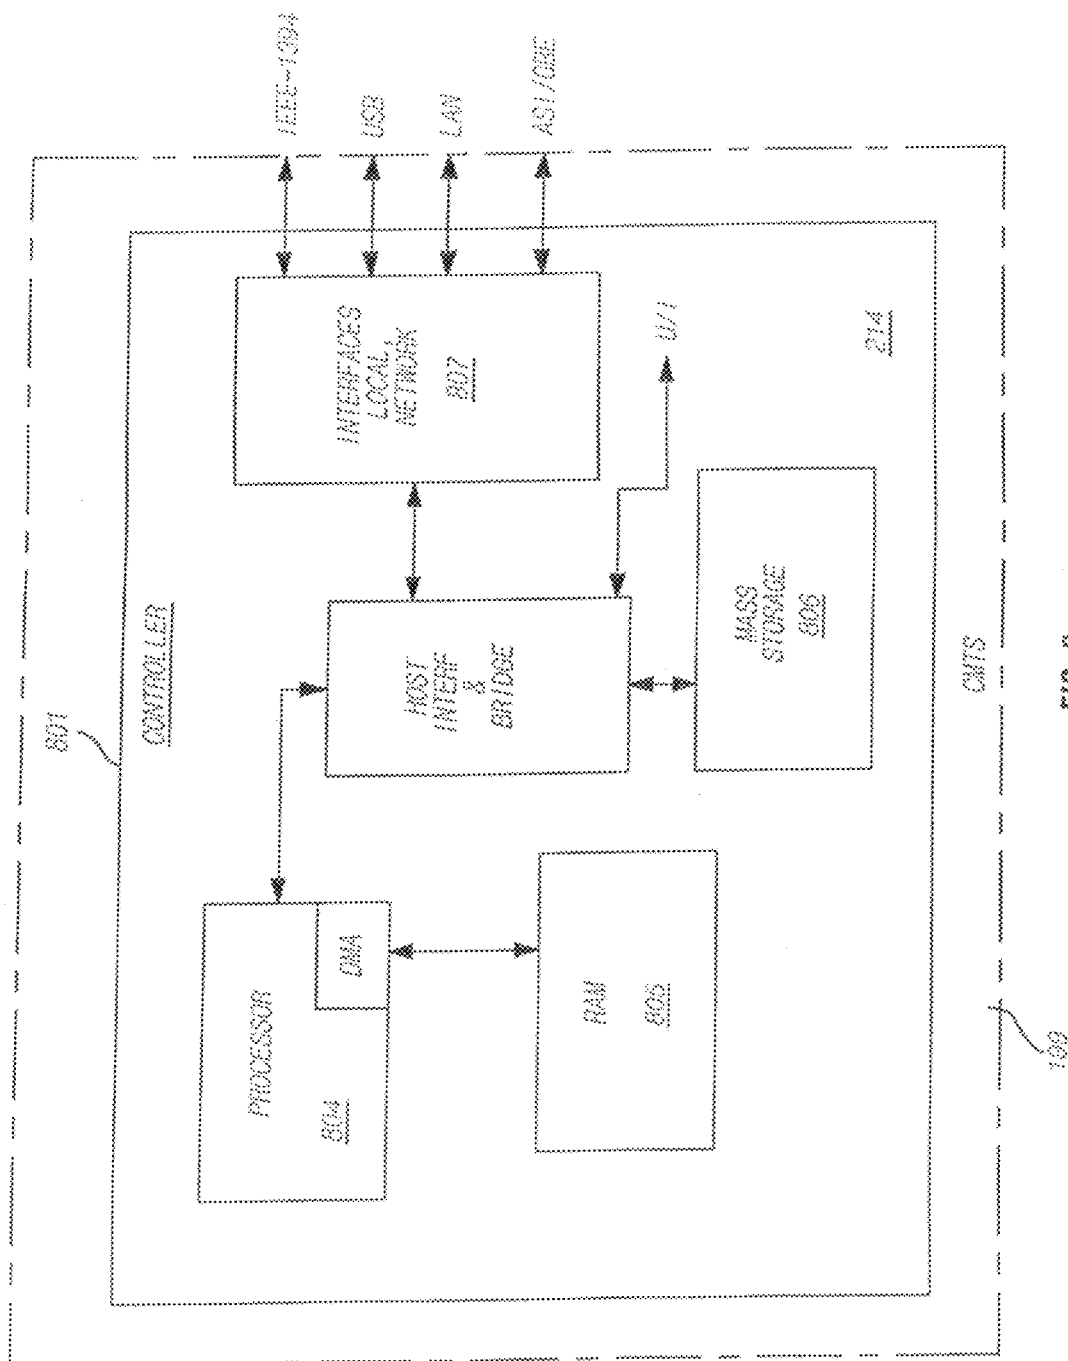 801
CONTROLLER
PROCESSOR
804
DMA
HOST
INTERF
&
BRIDGE
INTERFACES
LOCAL,
NETWORK
807
IEEE-1394
USB
LAN
ASI/GBE
U/I
RAM
805
MASS
STORAGE
806
214
CMTS
199